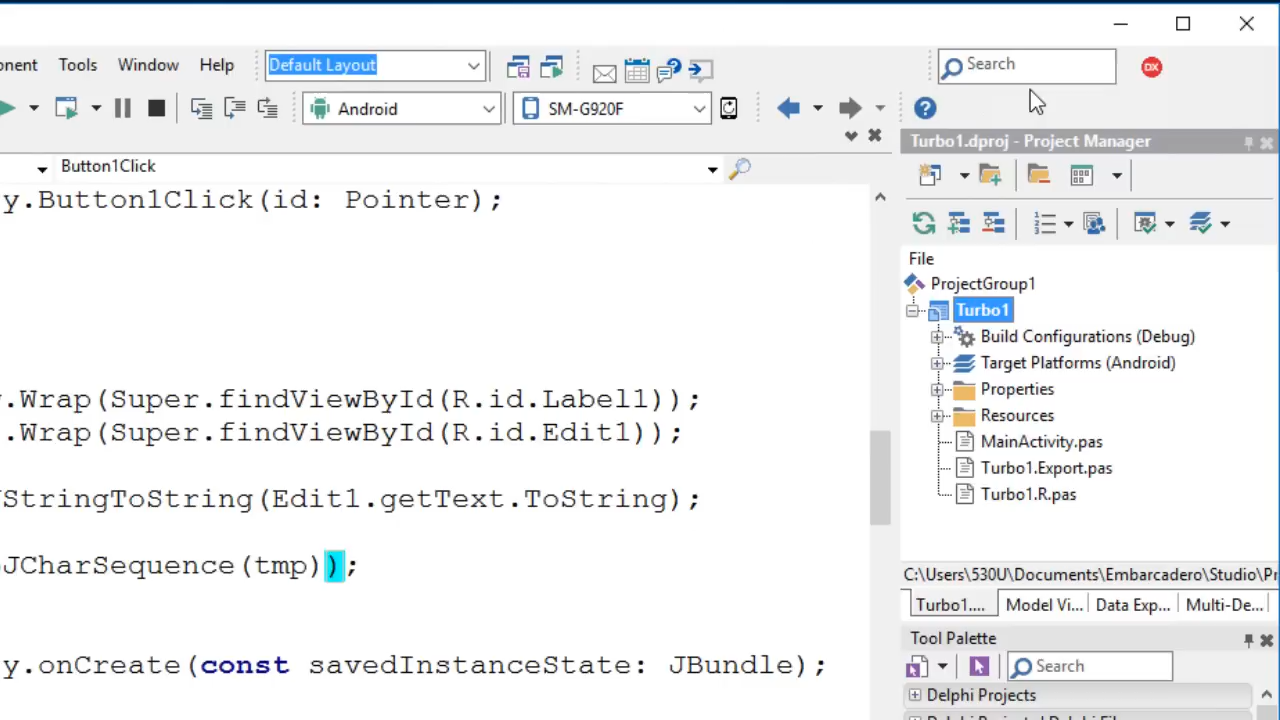 onent Tools Window Help Default Layout Search DX
Android SM-G920F
Button1Click
y.Button1Click(id: Pointer);
.Wrap(Super.findViewById(R.id.Label1));
.Wrap(Super.findViewById(R.id.Edit1));
StringToString(Edit1.getText.ToString);
JCharSequence(tmp));
y.onCreate(const savedInstanceState: JBundle);
Turbo1.dproj - Project Manager
File
ProjectGroup1
Turbo1
Build Configurations (Debug)
Target Platforms (Android)
Properties
Resources
MainActivity.pas
Turbo1.Export.pas
Turbo1.R.pas
C:\Users\530U\Documents\Embarcadero\Studio\Pr
Turbo1.... Model Vi... Data Exp... Multi-De...
Tool Palette
Search
Delphi Projects